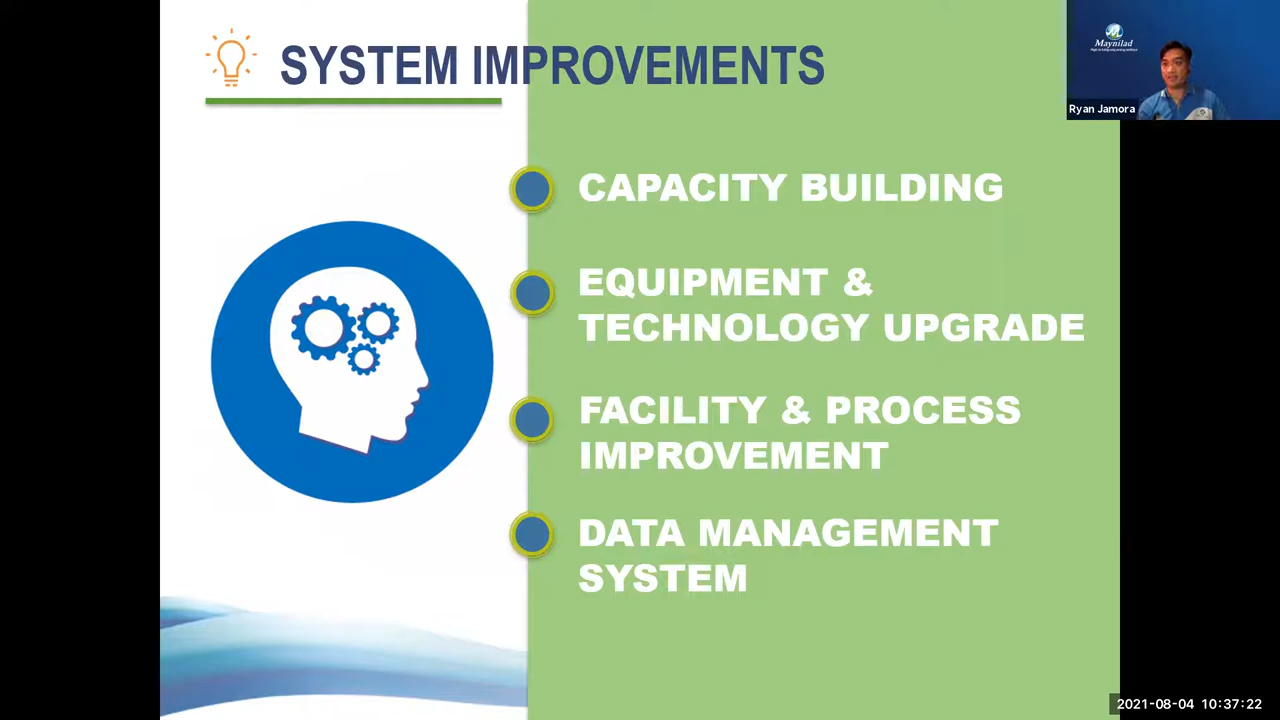 SYSTEM IMPROVEMENTS
Maynilad
Ryan Jamora
CAPACITY BUILDING
EQUIPMENT &
TECHNOLOGY UPGRADE
FACILITY & PROCESS
IMPROVEMENT
DATA MANAGEMENT
SYSTEM
2021-08-04 10:37:22